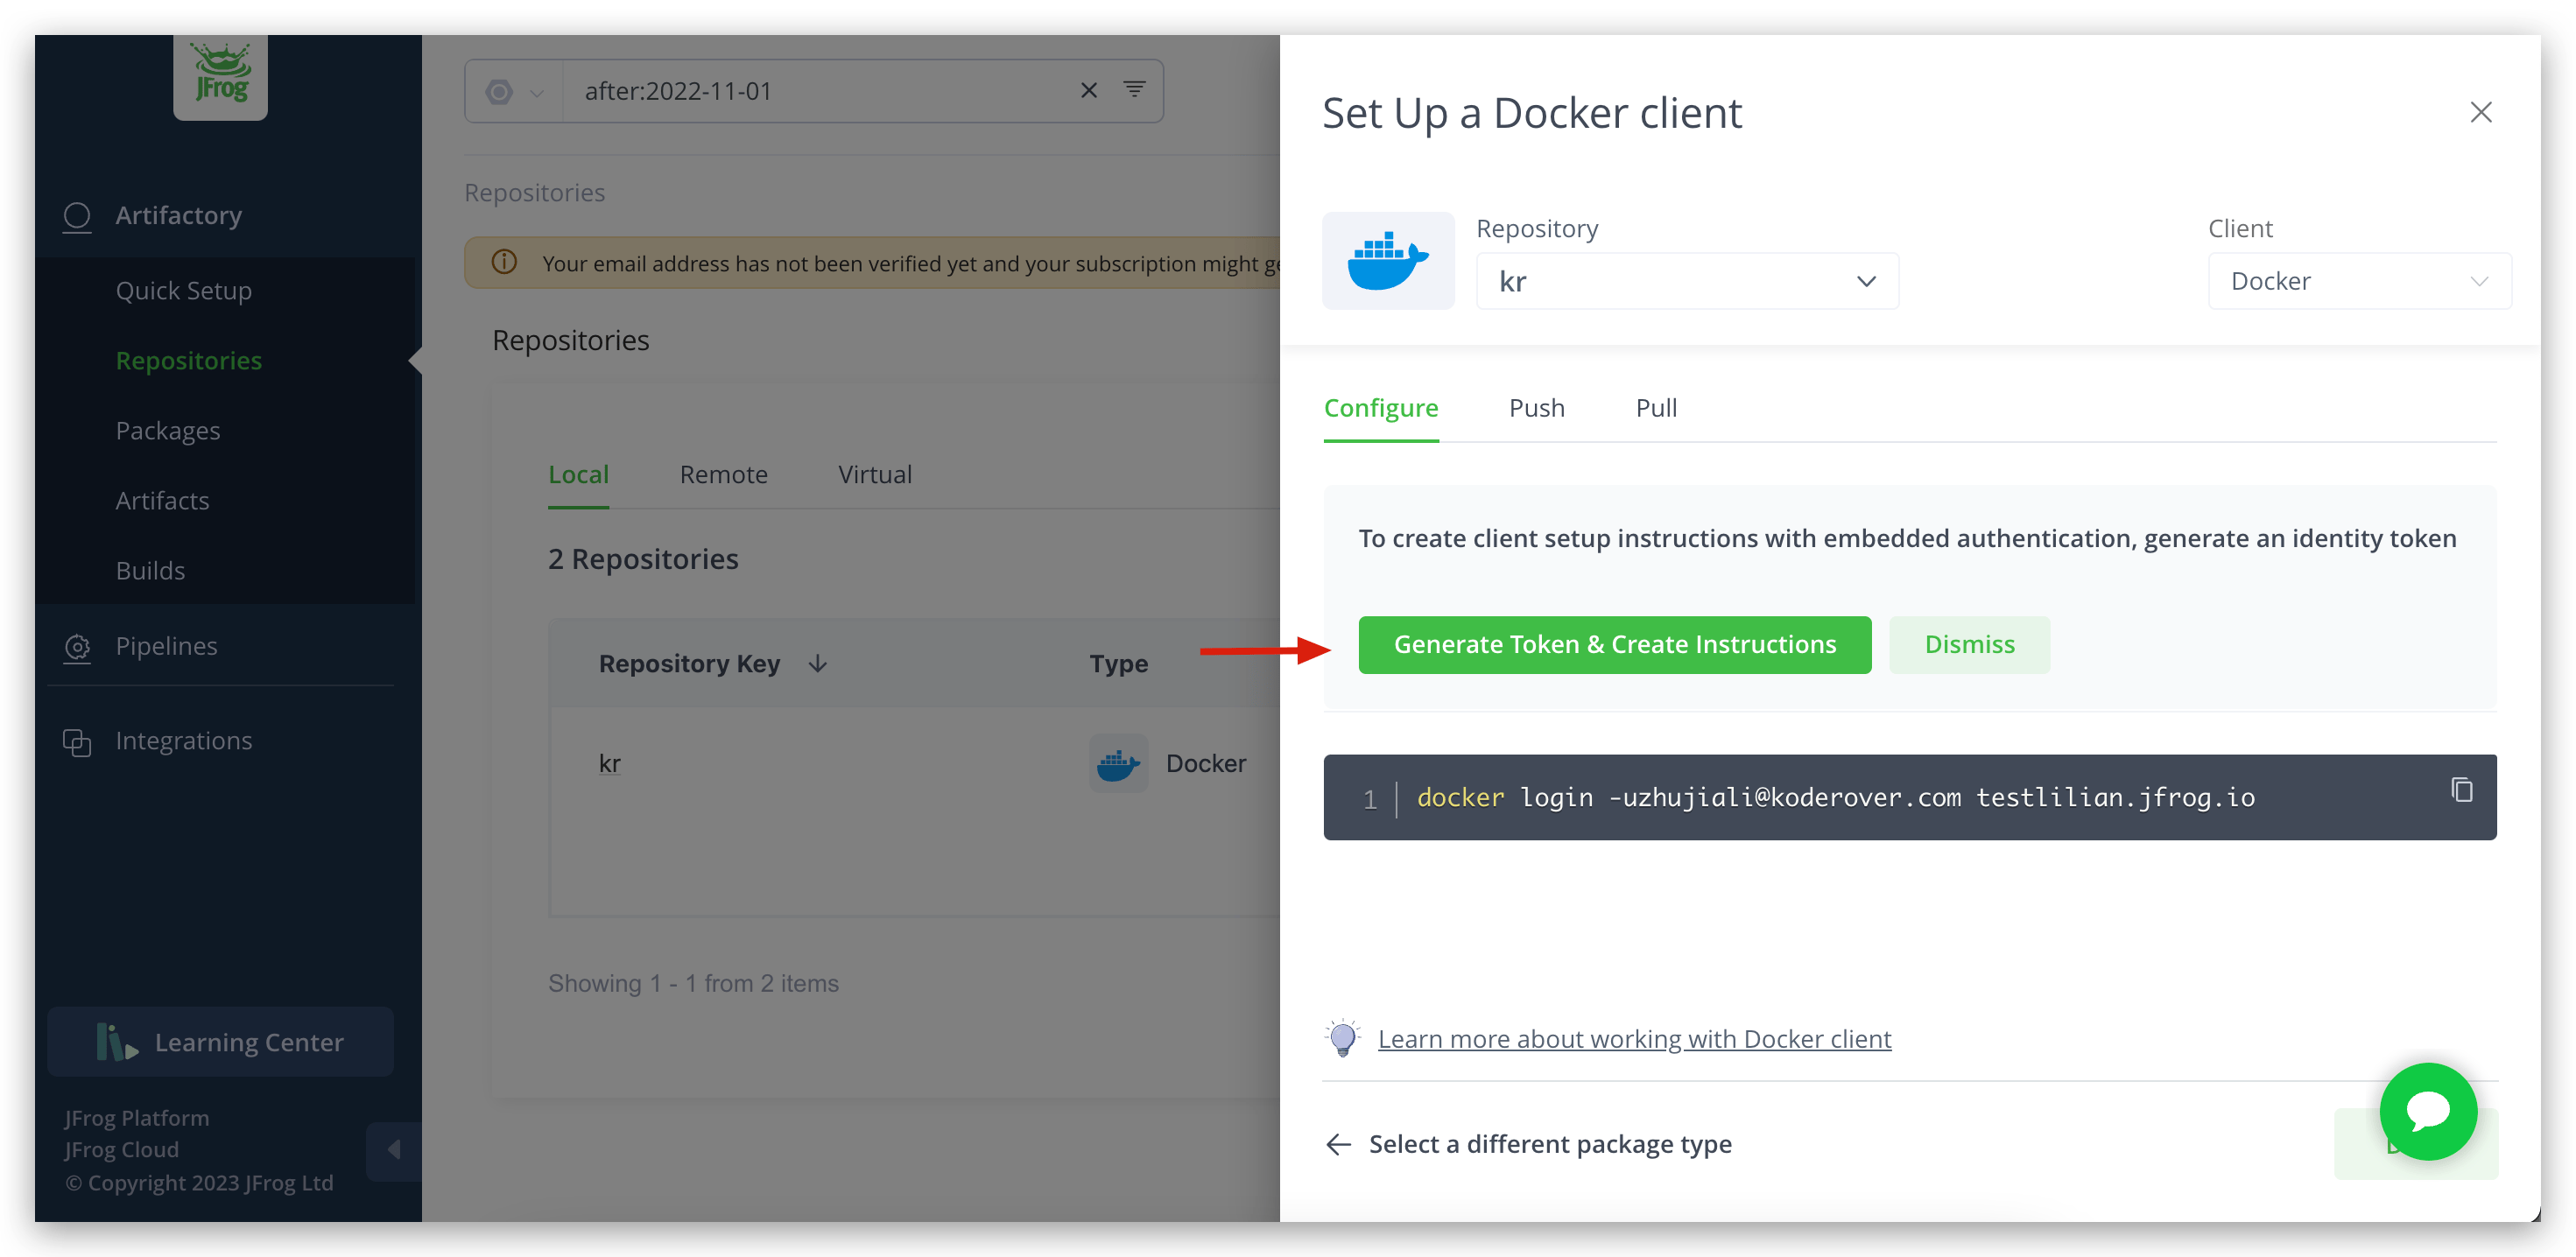 JFrog
Artifactory
Quick Setup
Repositories
Packages
Artifacts
Builds
Pipelines
Integrations
Learning Center
JFrog Platform
JFrog Cloud
© Copyright 2023 JFrog Ltd
after:2022-11-01
Repositories
Your email address has not been verified yet and your subscription might
Repositories
Local Remote Virtual
2 Repositories
Repository Key Type
kr Docker
Showing 1 - 1 from 2 items
Set Up a Docker client
Repository Client
kr Docker
Configure Push Pull
To create client setup instructions with embedded authentication, generate an identity token
Generate Token & Create Instructions Dismiss
1 docker login -uzhujiali@koderover.com testlilian.jfrog.io
Learn more about working with Docker client
Select a different package type